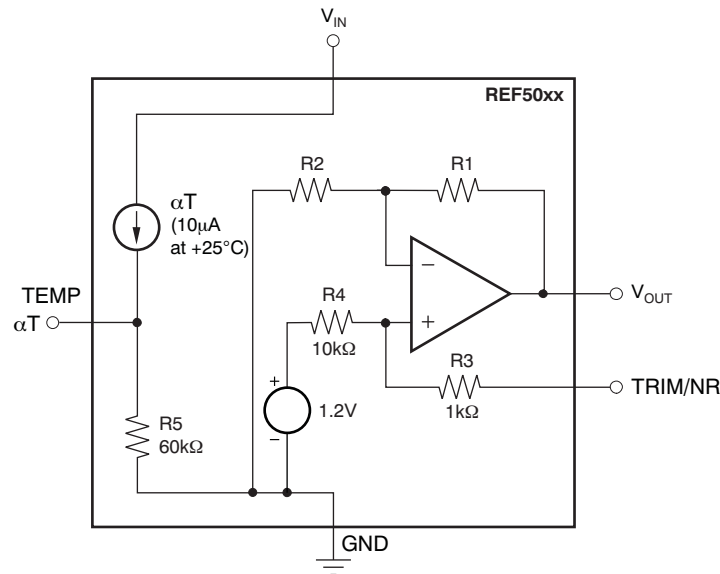 V_IN
REF50xx
R2
R1
αT
(10µA
at +25°C)
−
TEMP
αT
R4
+
V_OUT
10kΩ
R3
+
1.2V
1kΩ
TRIM/NR
R5
60kΩ
−
GND